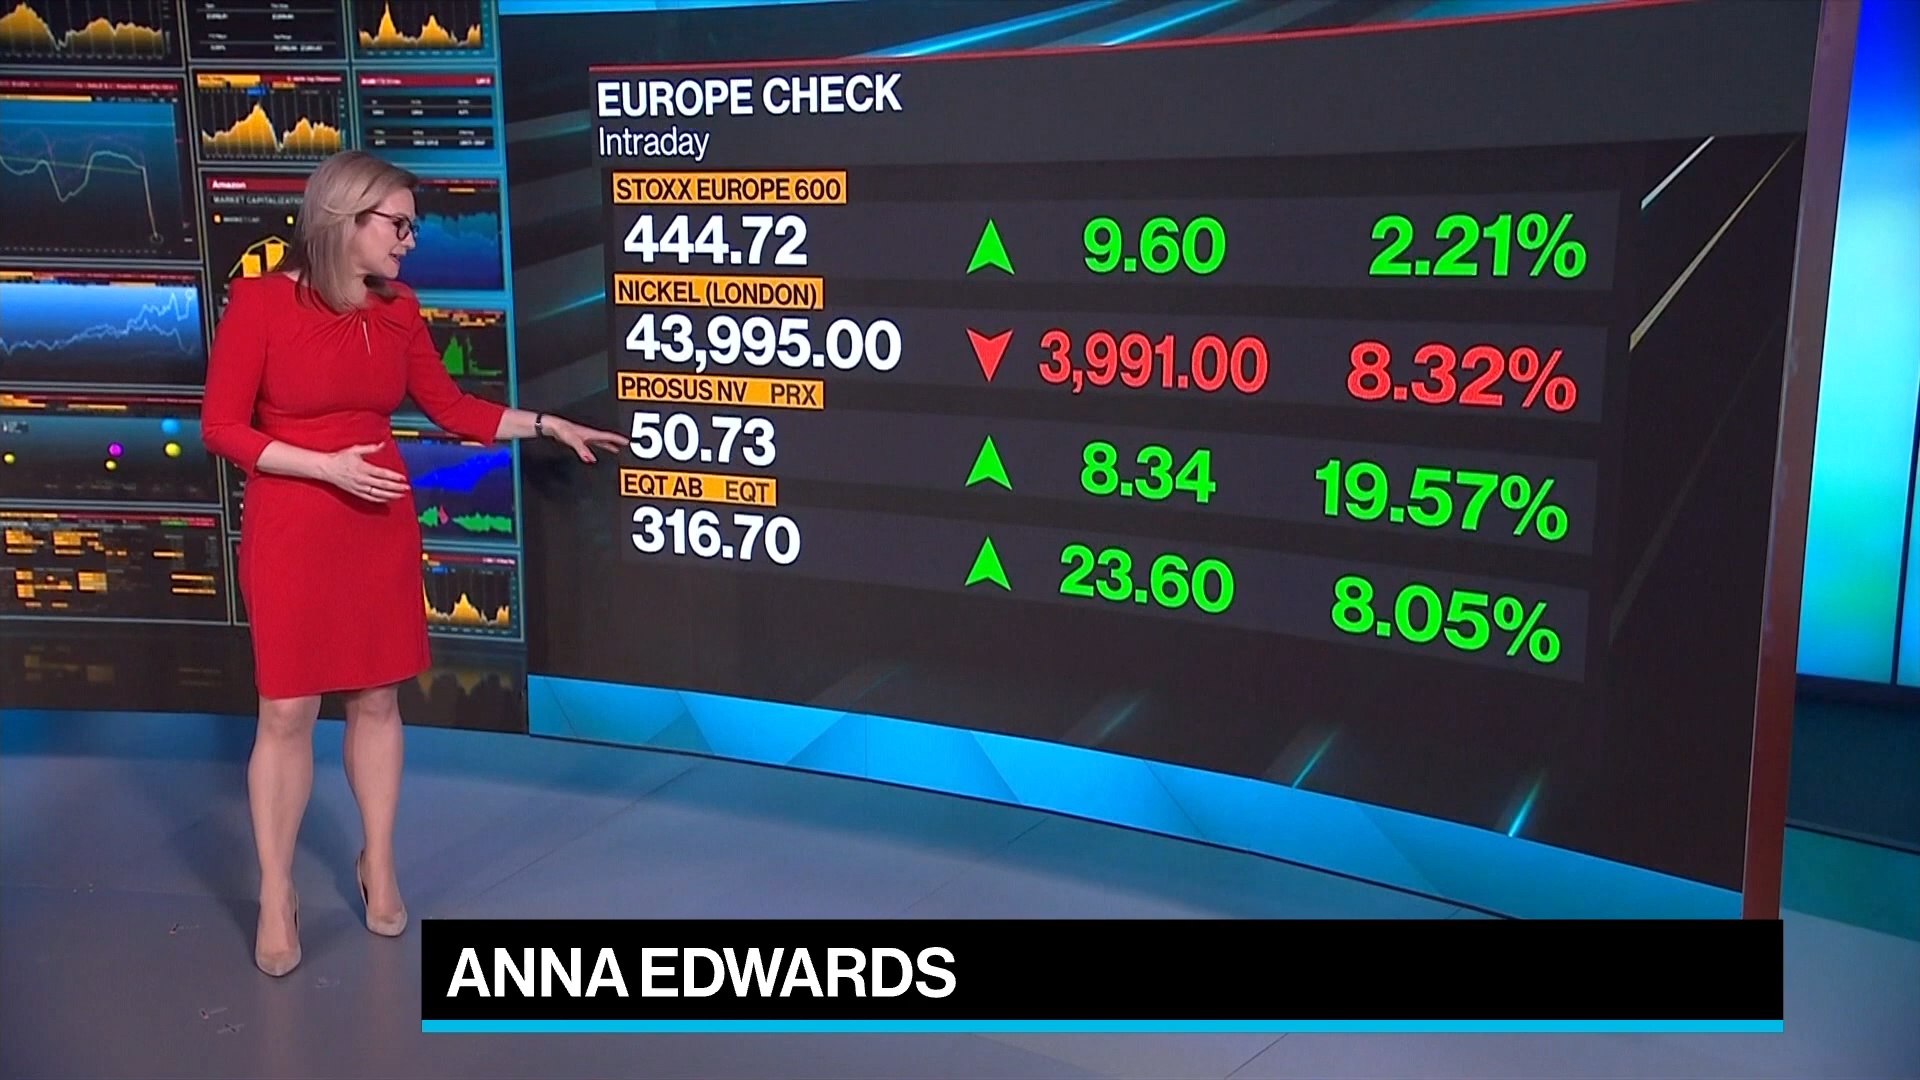 EUROPE CHECK
Intraday
STOXX EUROPE 600
444.72 9.60 2.21%
NICKEL (LONDON)
43,995.00 3,991.00 8.32%
PROSUS NV PRX
50.73 8.34 19.57%
EQT AB EQT
316.70 23.60 8.05%
Amazon
ANNA EDWARDS